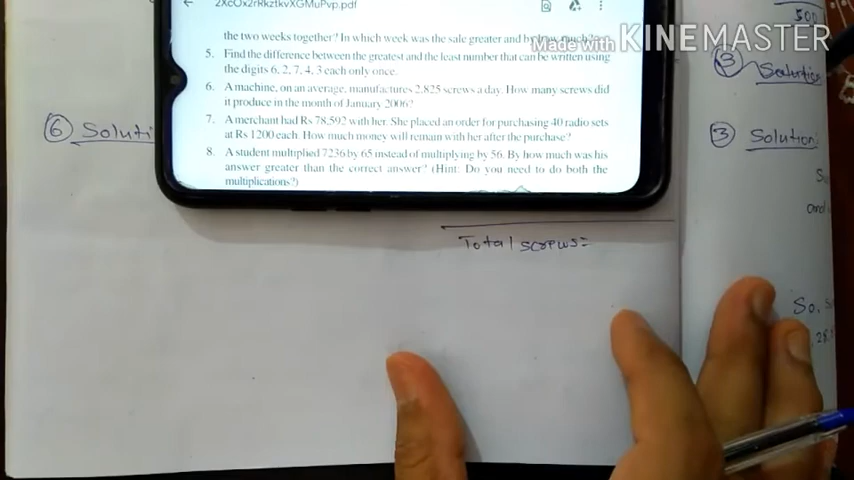 2XcOx2rRkztkvXGMuPvp.pdf
the two weeks together? In which week was the sale greater and by how much?
Made with KINEMASTER
5. Find the difference between the greatest and the least number that can be written using
the digits 6, 2, 7, 4, 3 each only once.
6. A machine, on an average, manufactures 2,825 screws a day. How many screws did
it produce in the month of January 2006?
7. A merchant had Rs 78,592 with her. She placed an order for purchasing 40 radio sets
at Rs 1200 each. How much money will remain with her after the purchase?
8. A student multiplied 7236 by 65 instead of multiplying by 56. By how much was his
answer greater than the correct answer? (Hint: Do you need to do both the
multiplications?)
6 Soluti
Total screws=
500
3
3 Solution:
So,